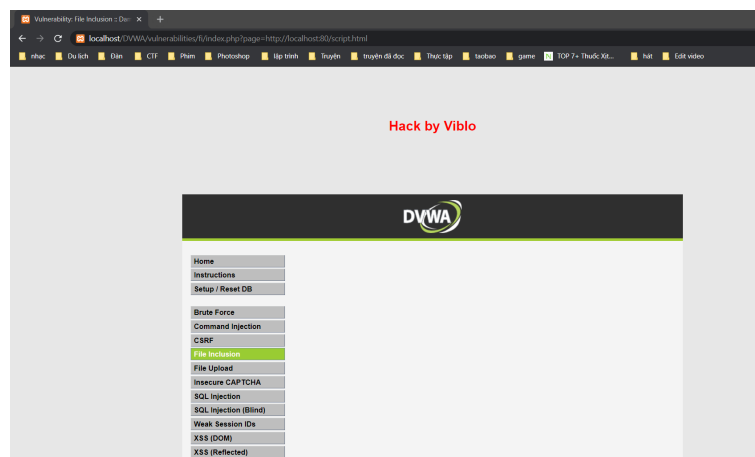 Vulnerability: File Inclusion :: Dan
localhost/DVWA/vulnerabilities/fi/index.php?page=http://localhost:80/script.html
nhạc Du lich Đàn CTF Phim Photoshop lập trình Truyện truyện đã đọc Thực tập taobao game TOP 7+ Thuốc Xịt... hát Edit video
Hack by Viblo
DVWA
Home
Instructions
Setup / Reset DB
Brute Force
Command Injection
CSRF
File Inclusion
File Upload
Insecure CAPTCHA
SQL Injection
SQL Injection (Blind)
Weak Session IDs
XSS (DOM)
XSS (Reflected)